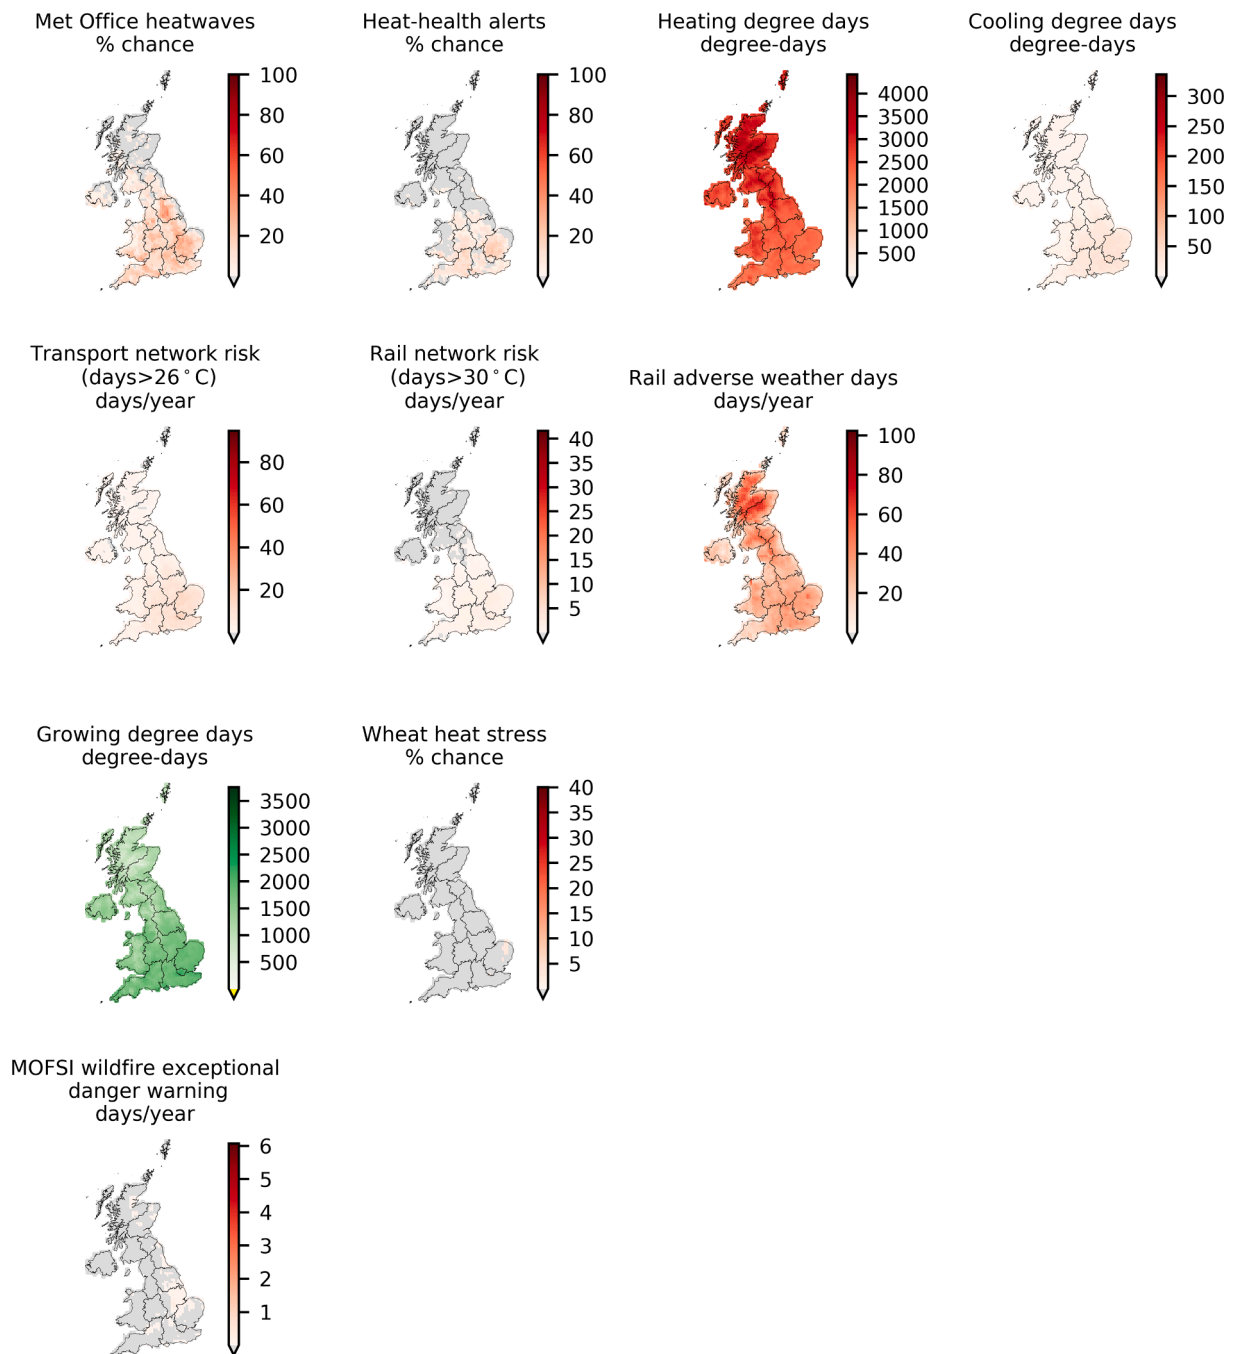 Met Office heatwaves
% chance
100
80
60
40
20
Heat-health alerts
% chance
100
80
60
40
20
Heating degree days
degree-days
4000
3500
3000
2500
2000
1500
1000
500
Cooling degree days
degree-days
300
250
200
150
100
50
Transport network risk
(days>26°C)
days/year
80
60
40
20
Rail network risk
(days>30°C)
days/year
40
35
30
25
20
15
10
5
Rail adverse weather days
days/year
100
80
60
40
20
Growing degree days
degree-days
3500
3000
2500
2000
1500
1000
500
Wheat heat stress
% chance
40
35
30
25
20
15
10
5
MOFSI wildfire exceptional
danger warning
days/year
6
5
4
3
2
1